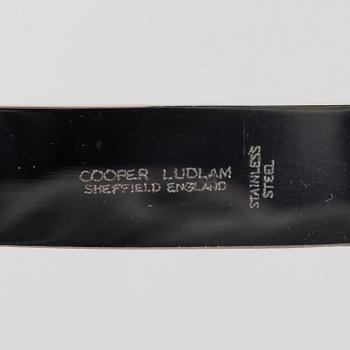 COOPER LUDLAM
SHEFFIELD ENGLAND
STAINLESS
STEEL